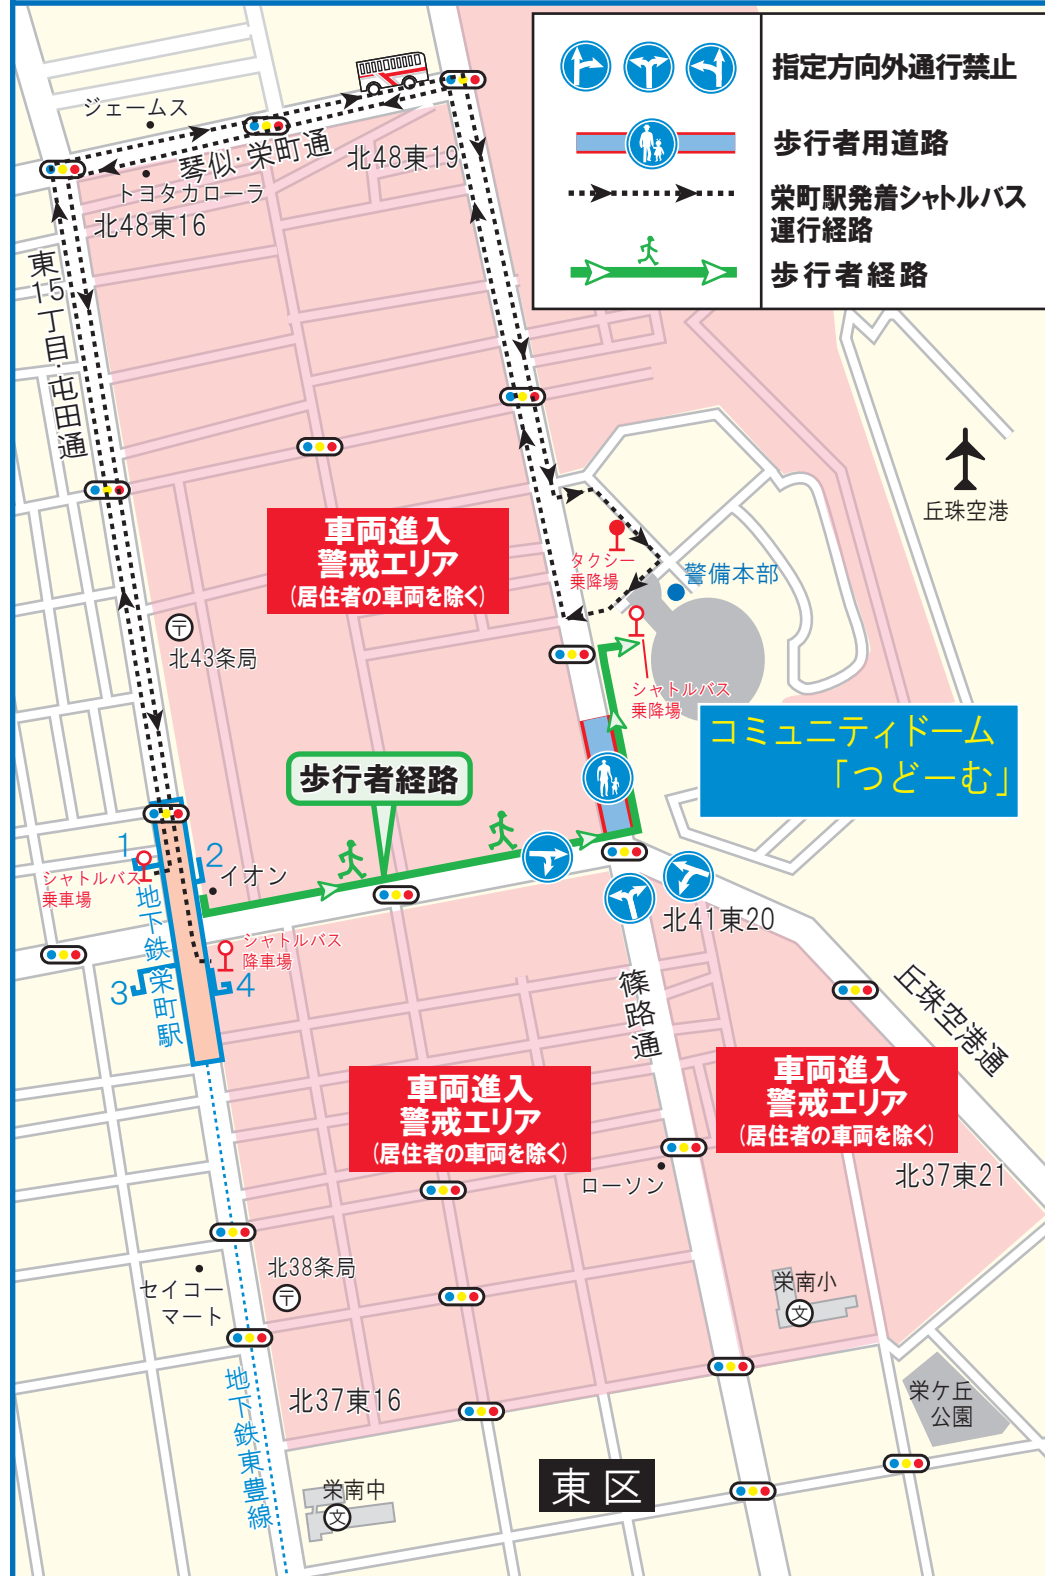 指定方向外通行禁止
歩行者用道路
栄町駅発着シャトルバス
運行経路
歩行者経路
ジェームス
琴似・栄町通
北48東19
トヨタカローラ
北48東16
東15丁目・屯田通
丘珠空港
車両進入
警戒エリア
(居住者の車両を除く)
タクシー
乗降場
警備本部
〒
北43条局
シャトルバス
乗降場
コミュニティドーム
「つどーむ」
歩行者経路
1
2
シャトルバス
乗車場
イオン
地下鉄栄町駅
シャトルバス
降車場
3
4
北41東20
篠路通
丘珠空港通
車両進入
警戒エリア
(居住者の車両を除く)
車両進入
警戒エリア
(居住者の車両を除く)
ローソン
北37東21
北38条局
〒
セイコー
マート
栄南小
文
地下鉄東豊線
北37東16
栄ケ丘
公園
東区
栄南中
文